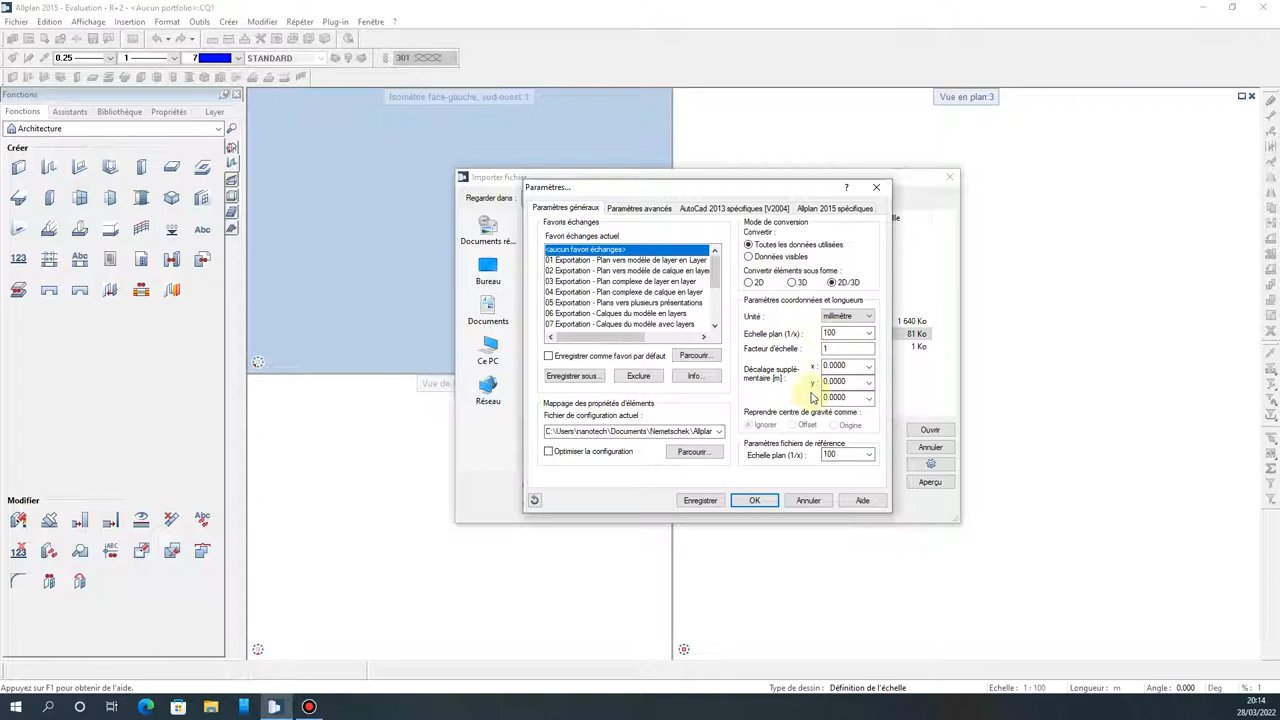 Allplan 2015 - Evaluation - R+2 - <Aucun portfolio>:CQ1
Fichier Edition Affichage Insertion Format Outils Créer Modifier Répéter Plug-in Fenêtre ?
0.25 1 7 STANDARD 301
Fonctions
Fonctions Assistants Bibliothèque Propriétés Layer
Architecture
Créer
Modifier
Isométrie face-gauche, sud-ouest:1
Vue en plan:3
Vue de
Importer fichie
Regarder dans :
Documents ré...
Bureau
Documents
Ce PC
Réseau
1 640 Ko
81 Ko
1 Ko
Ouvrir
Annuler
Aperçu
Paramètres...
Paramètres généraux Paramètres avancés AutoCad 2013 spécifiques [V2004] Allplan 2015 spécifiques
Favoris échanges
Favori échanges actuel
<aucun favori échanges>
01 Exportation - Plan vers modèle de layer en Layer
02 Exportation - Plan vers modèle de calque en layer
03 Exportation - Plan complexe de layer en layer
04 Exportation - Plan complexe de calque en layer
05 Exportation - Plans vers plusieurs présentations
06 Exportation - Calques du modèle en layers
07 Exportation - Calques du modèle avec layers
Enregistrer comme favori par défaut Parcourir...
Enregistrer sous... Exclure Info...
Mappage des propriétés d'éléments
Fichier de configuration actuel :
C:\Users\nanotech\Documents\Nemetschek\Allplar
Optimiser la configuration Parcourir...
Mode de conversion
Convertir :
Toutes les données utilisées
Données visibles
Convertir éléments sous forme :
2D 3D 2D/3D
Paramètres coordonnées et longueurs
Unité : millimètre
Echelle plan (1/x) : 100
Facteur d'échelle : 1
Décalage supplé-
mentaire [m] :
x : 0.0000
y : 0.0000
0.0000
Reprendre centre de gravité comme :
Ignorer Offset Origine
Paramètres fichiers de référence
Echelle plan (1/x) : 100
Enregistrer OK Annuler Aide
Appuyez sur F1 pour obtenir de l'aide.
Type de dessin : Définition de l'échelle Echelle : 1 : 100 Longueur : m Angle : 0.000 Deg % : 1
20:14
28/03/2022